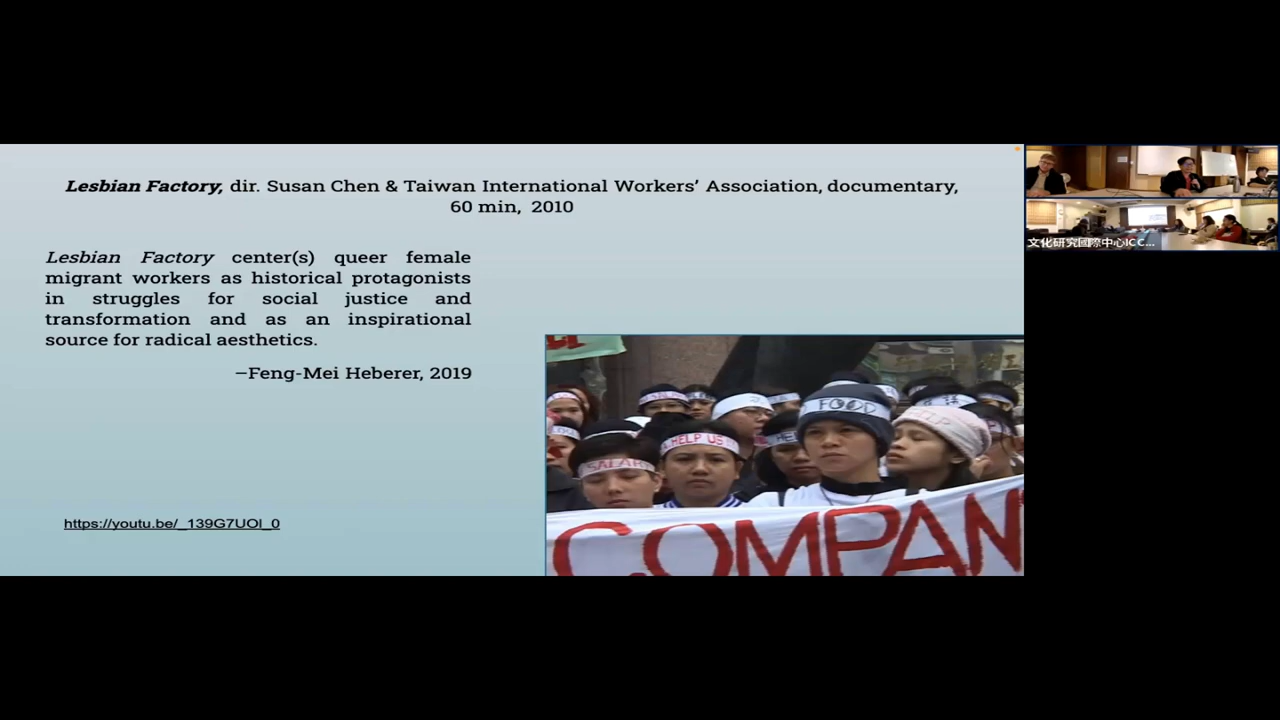 Lesbian Factory, dir. Susan Chen & Taiwan International Workers’ Association, documentary,
60 min, 2010
Lesbian Factory center(s) queer female
migrant workers as historical protagonists
in struggles for social justice and
transformation and as an inspirational
source for radical aesthetics.
–Feng-Mei Heberer, 2019
https://youtu.be/_139G7UOl_0
FOOD
HELP
HELP US
SALARY
COMPAN
文化研究國際中心ICC...